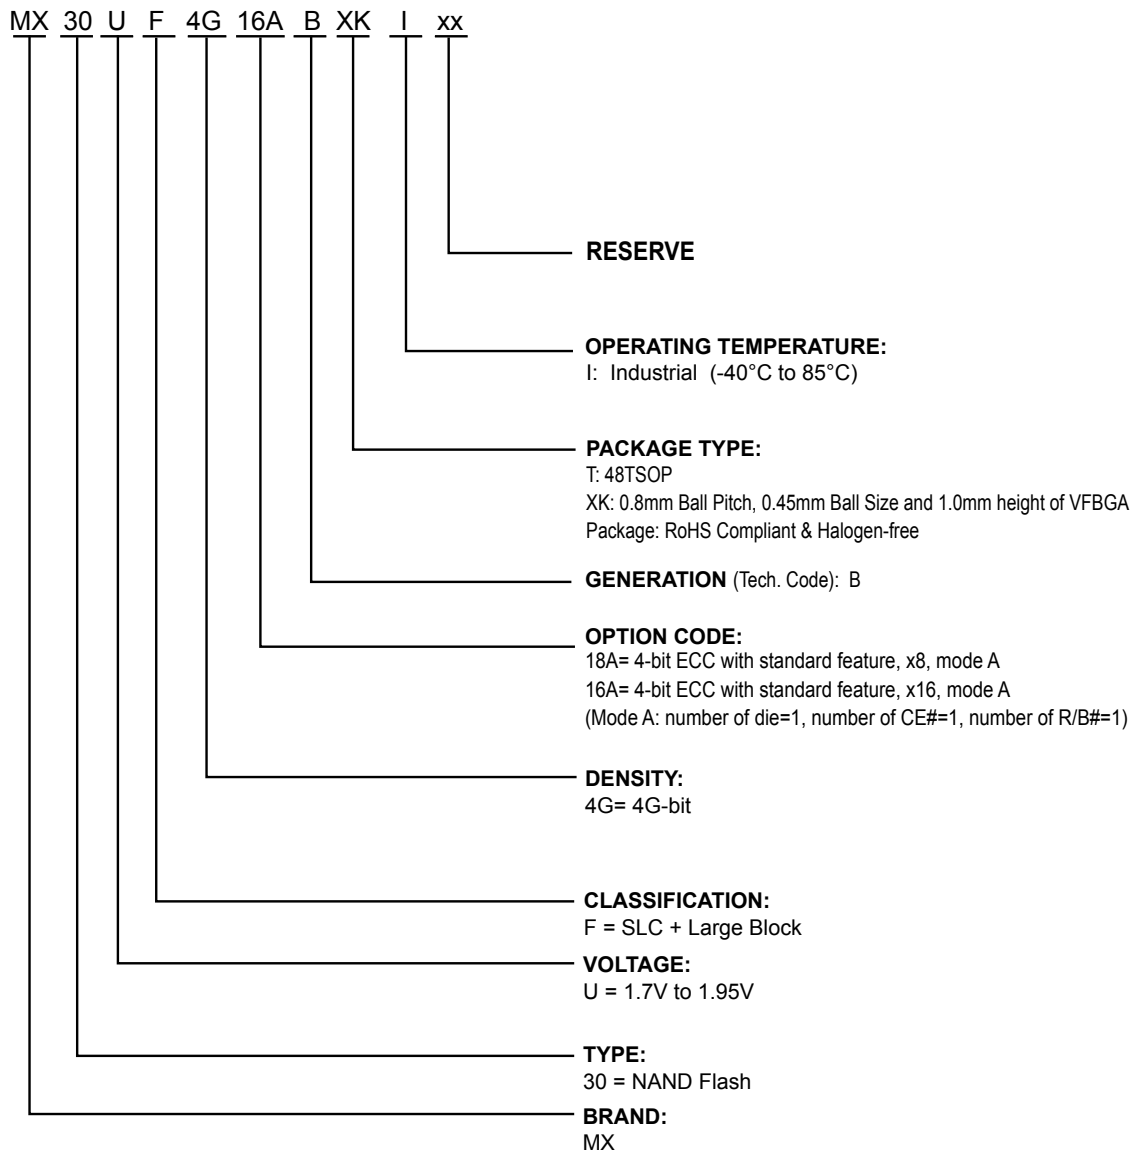 MX 30 U F 4G 16A B XK I xx
RESERVE
OPERATING TEMPERATURE:
I: Industrial (-40°C to 85°C)
PACKAGE TYPE:
T: 48TSOP
XK: 0.8mm Ball Pitch, 0.45mm Ball Size and 1.0mm height of VFBGA
Package: RoHS Compliant & Halogen-free
GENERATION (Tech. Code): B
OPTION CODE:
18A= 4-bit ECC with standard feature, x8, mode A
16A= 4-bit ECC with standard feature, x16, mode A
(Mode A: number of die=1, number of CE#=1, number of R/B#=1)
DENSITY:
4G= 4G-bit
CLASSIFICATION:
F = SLC + Large Block
VOLTAGE:
U = 1.7V to 1.95V
TYPE:
30 = NAND Flash
BRAND:
MX